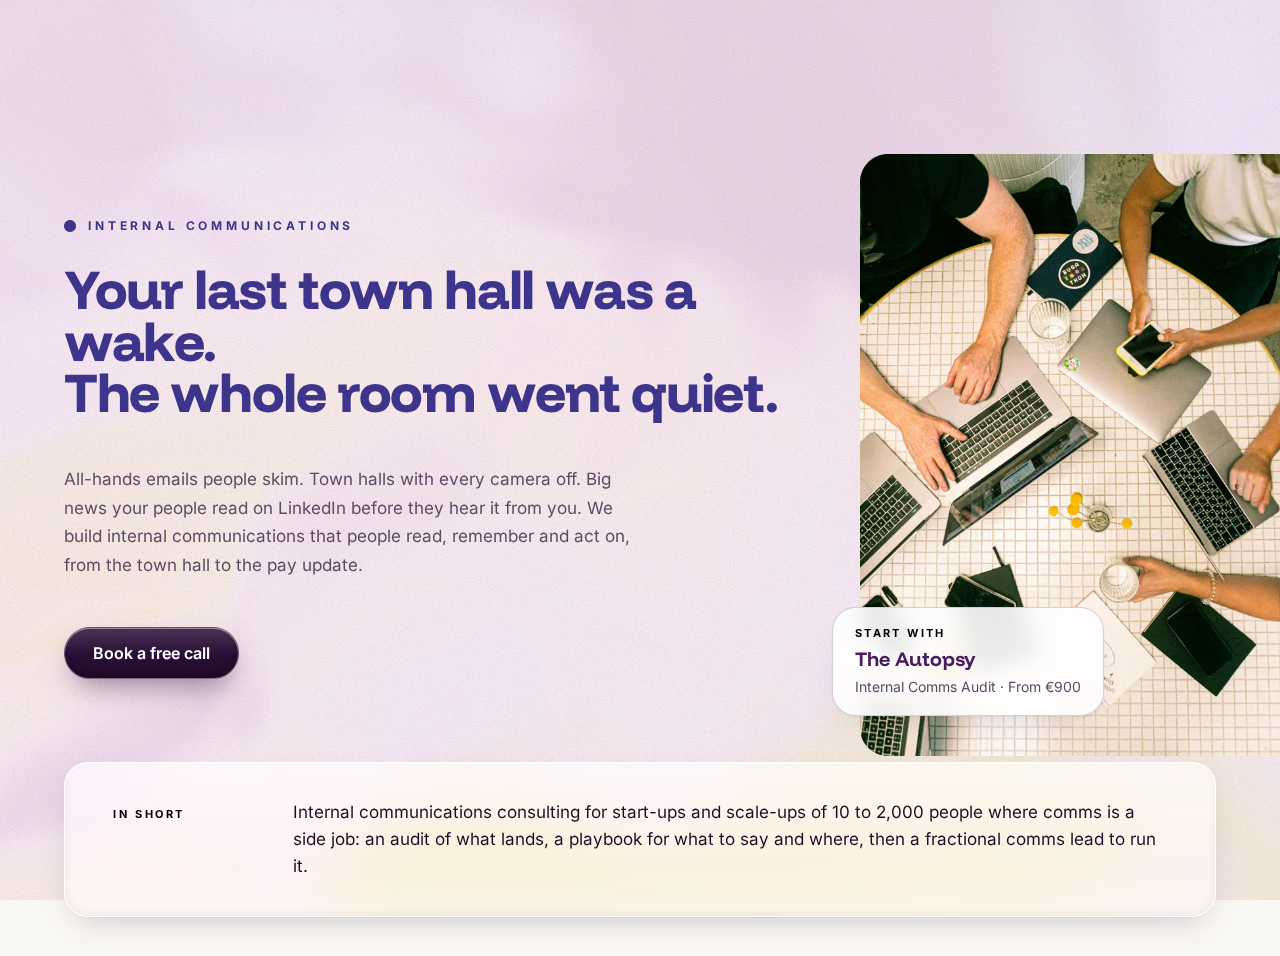 INTERNAL COMMUNICATIONS
Your last town hall was a
wake.
The whole room went quiet.
All-hands emails people skim. Town halls with every camera off. Big
news your people read on LinkedIn before they hear it from you. We
build internal communications that people read, remember and act on,
from the town hall to the pay update.
Book a free call
START WITH
The Autopsy
Internal Comms Audit · From €900
IN SHORT
Internal communications consulting for start-ups and scale-ups of 10 to 2,000 people where comms is a
side job: an audit of what lands, a playbook for what to say and where, then a fractional comms lead to run
it.